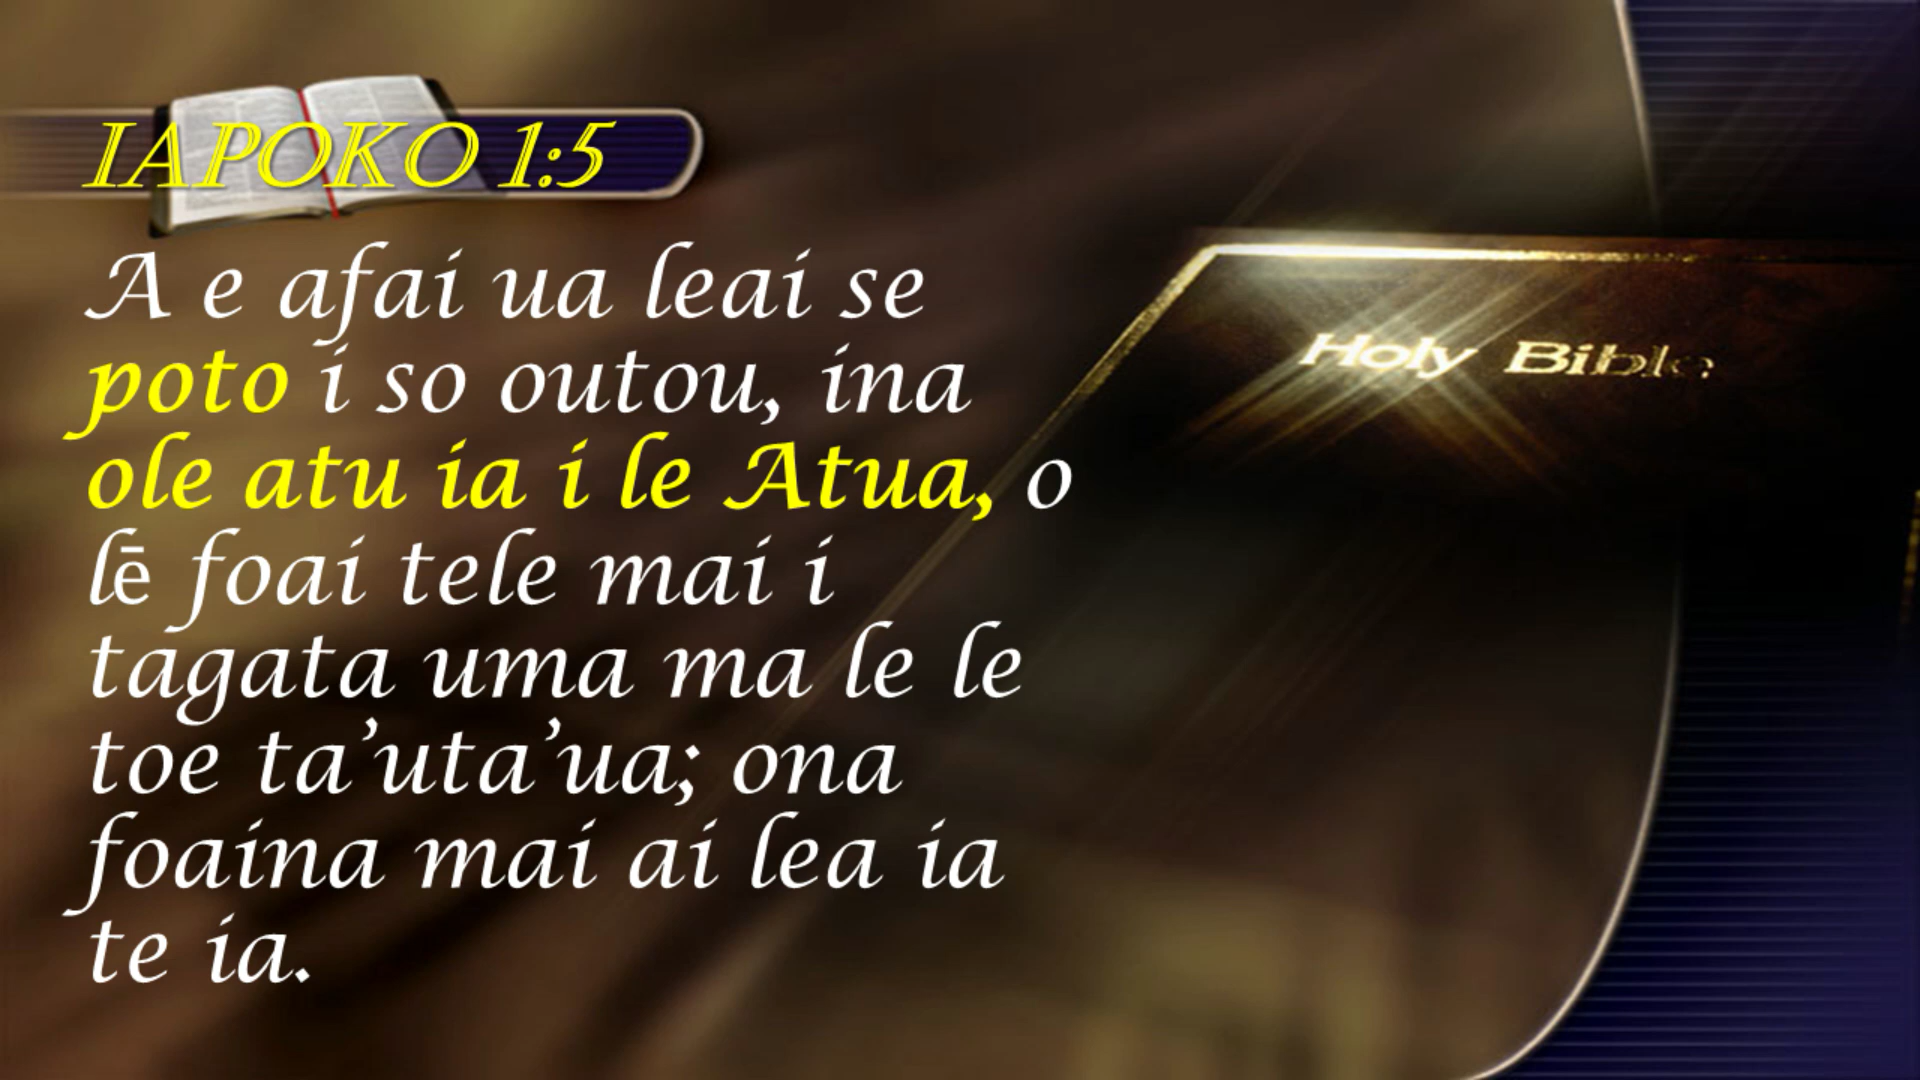 IAPOKO 1:5
A e afai ua leai se
poto i so outou, ina
ole atu ia i le Atua, o
lē foai tele mai i
tagata uma ma le le
toe ta’uta’ua; ona
foaina mai ai lea ia
te ia.
Holy Bible